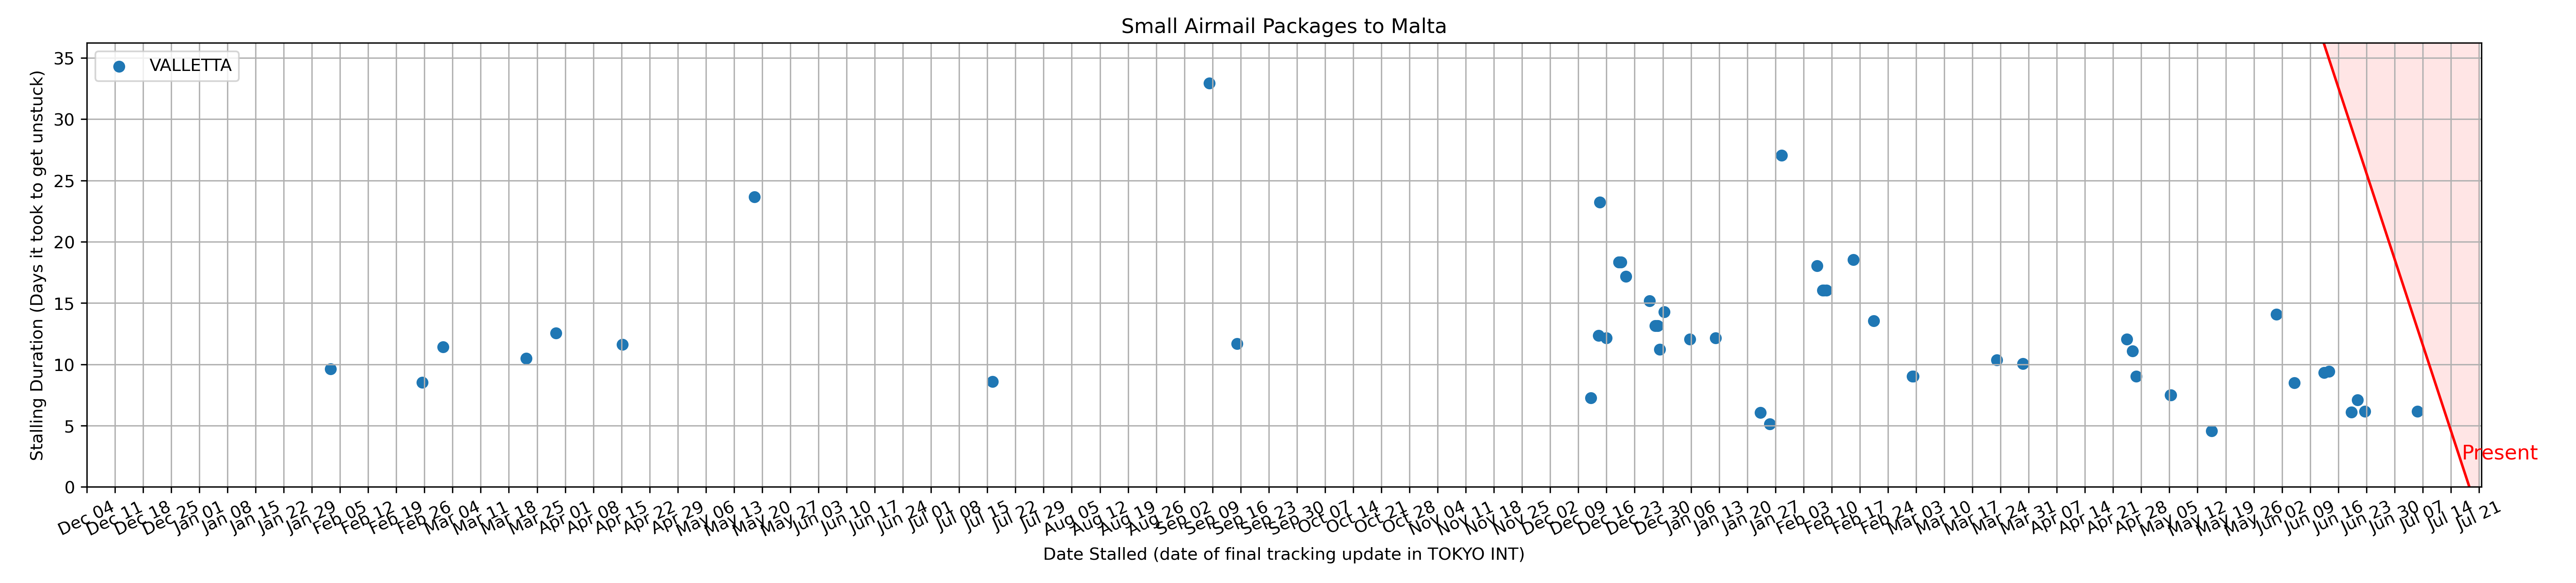 Small Airmail Packages to Malta
VALLETTA
Stalling Duration (Days it took to get unstuck)
35
30
25
20
15
10
5
0
Present
Dec 04
Dec 11
Dec 18
Dec 25
Jan 01
Jan 08
Jan 15
Jan 22
Jan 29
Feb 05
Feb 12
Feb 19
Feb 26
Mar 04
Mar 11
Mar 18
Mar 25
Apr 01
Apr 08
Apr 15
Apr 22
Apr 29
May 06
May 13
May 20
May 27
Jun 03
Jun 10
Jun 17
Jun 24
Jul 01
Jul 08
Jul 15
Jul 22
Jul 29
Aug 05
Aug 12
Aug 19
Aug 26
Sep 02
Sep 09
Sep 16
Sep 23
Sep 30
Oct 07
Oct 14
Oct 21
Oct 28
Nov 04
Nov 11
Nov 18
Nov 25
Dec 02
Dec 09
Dec 16
Dec 23
Dec 30
Jan 06
Jan 13
Jan 20
Jan 27
Feb 03
Feb 10
Feb 17
Feb 24
Mar 03
Mar 10
Mar 17
Mar 24
Mar 31
Apr 07
Apr 14
Apr 21
Apr 28
May 05
May 12
May 19
May 26
Jun 02
Jun 09
Jun 16
Jun 23
Jun 30
Jul 07
Jul 14
Jul 21
Date Stalled (date of final tracking update in TOKYO INT)